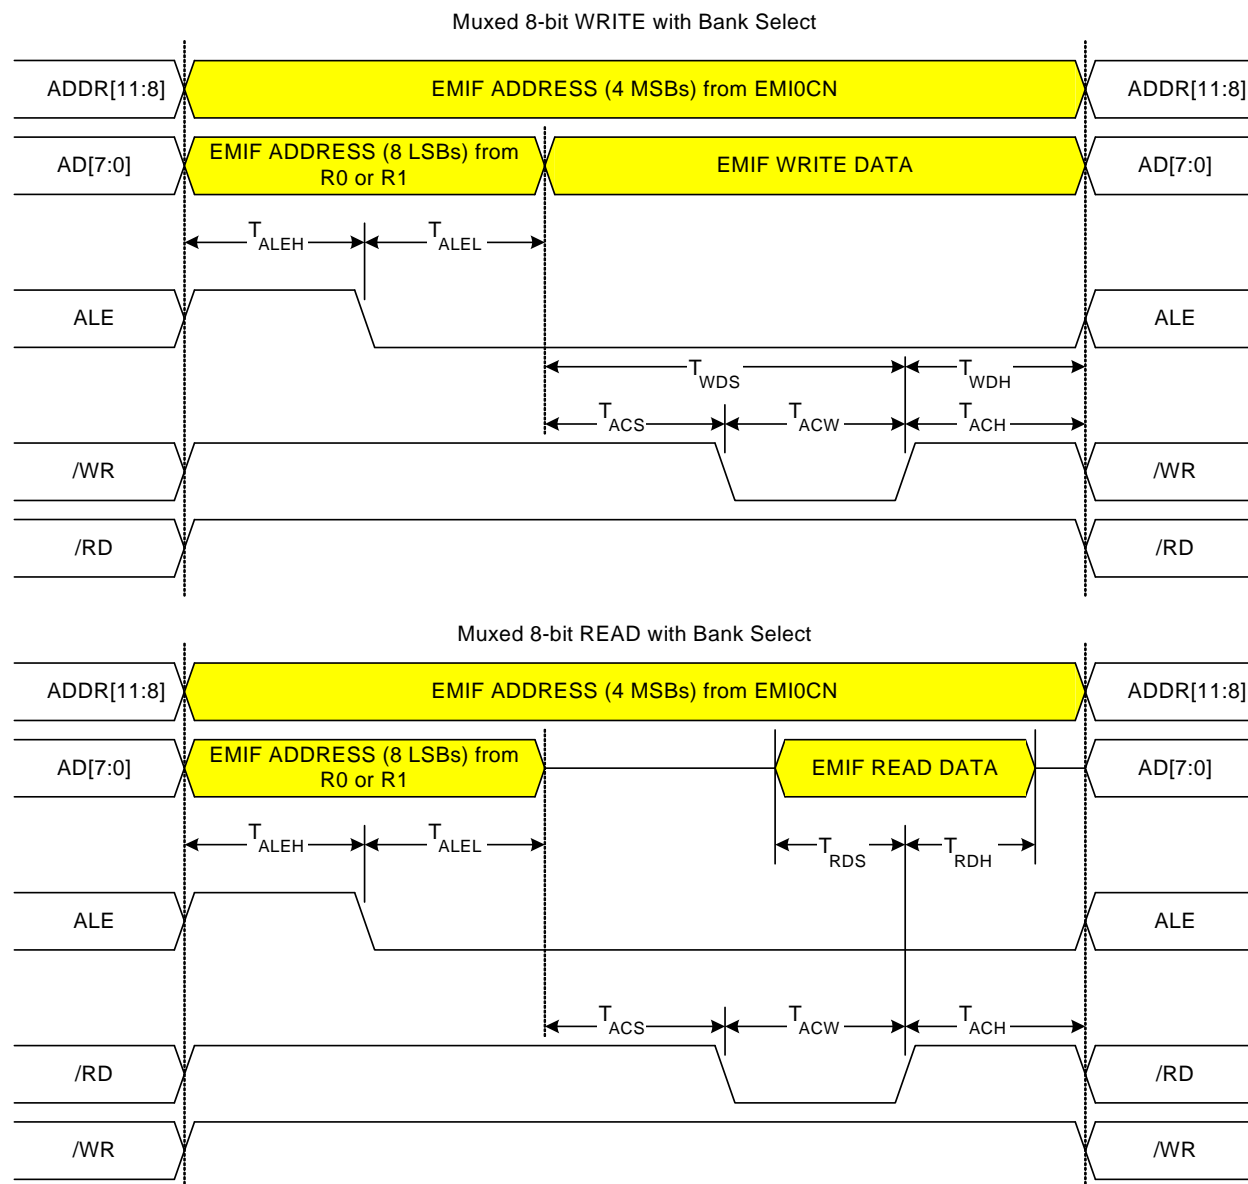 Muxed 8-bit WRITE with Bank Select
ADDR[11:8] EMIF ADDRESS (4 MSBs) from EMI0CN ADDR[11:8]
AD[7:0] EMIF ADDRESS (8 LSBs) from
R0 or R1 EMIF WRITE DATA AD[7:0]
TALEH TALEL
ALE ALE
TWDS TWDH
TACS TACW TACH
/WR /WR
/RD /RD
Muxed 8-bit READ with Bank Select
ADDR[11:8] EMIF ADDRESS (4 MSBs) from EMI0CN ADDR[11:8]
AD[7:0] EMIF ADDRESS (8 LSBs) from
R0 or R1 EMIF READ DATA AD[7:0]
TALEH TALEL TRDS TRDH
ALE ALE
TACS TACW TACH
/RD /RD
/WR /WR